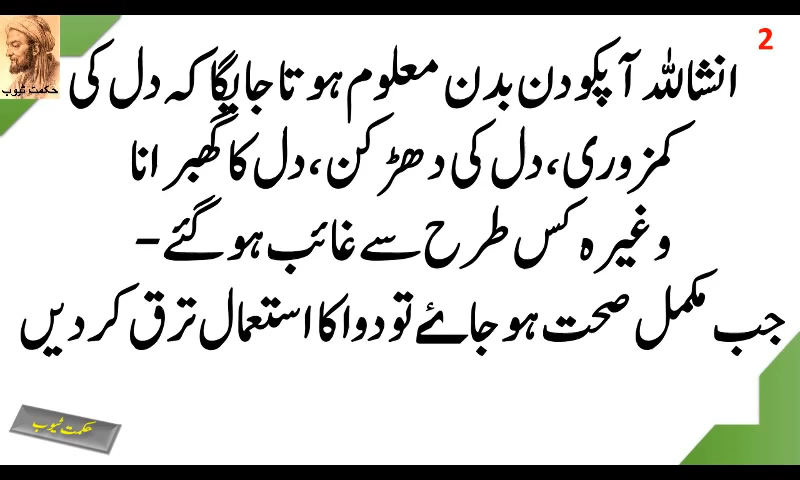 2
انشاللہ آپکو دن بدن معلوم ہوتا جایگا کہ دل کی
کمزوری، دل کی دھڑکن، دل کا گھبرانا
وغیرہ کس طرح سے غائب ہو گئے -
جب مکمل صحت ہو جائے تو دوا کا استعمال ترق کر دیں
حکمت ٹیوب
حکمت ٹیوب